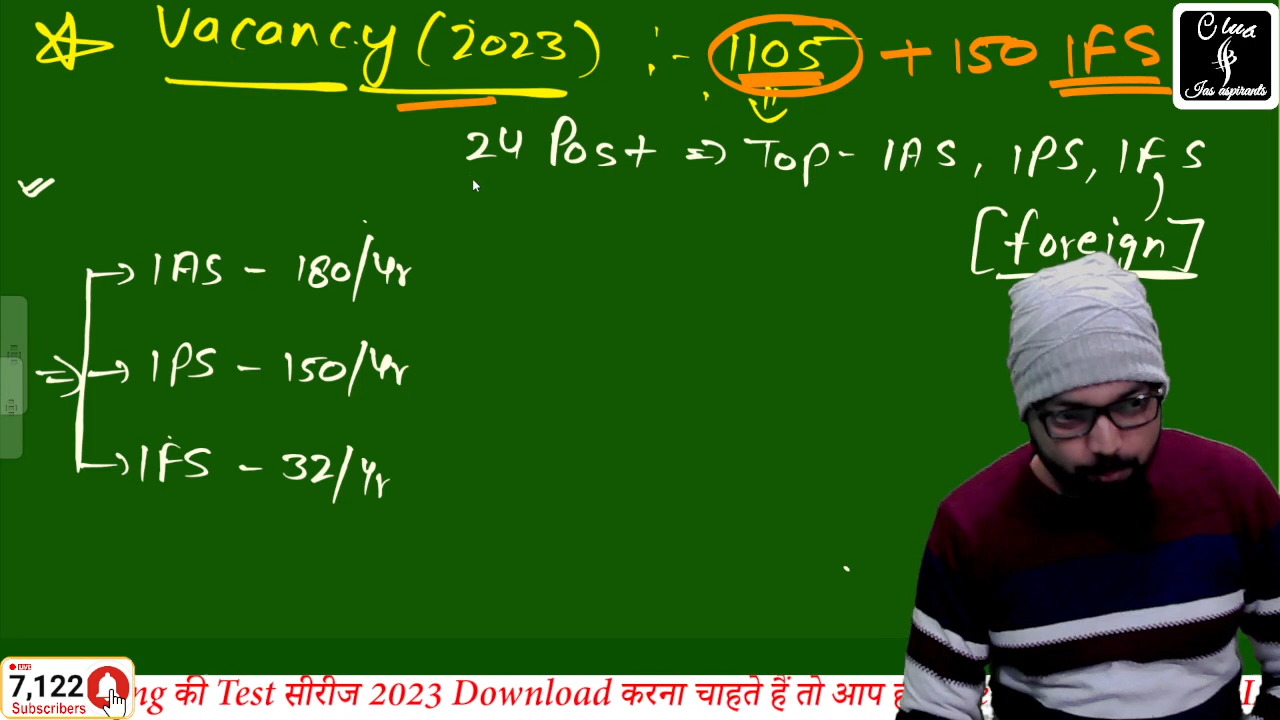 Vacancy (2023) :- 1105 + 150 IFS
Clua
Ias aspirants
24 Post => Top- IAS, IPS, IFS
[foreign]
IAS - 180/Yr
=> IPS - 150/Yr
IFS - 32/Yr
LIVE
7,122
Subscribers
ng की Test सीरीज 2023 Download करना चाहते हैं तो आप ह